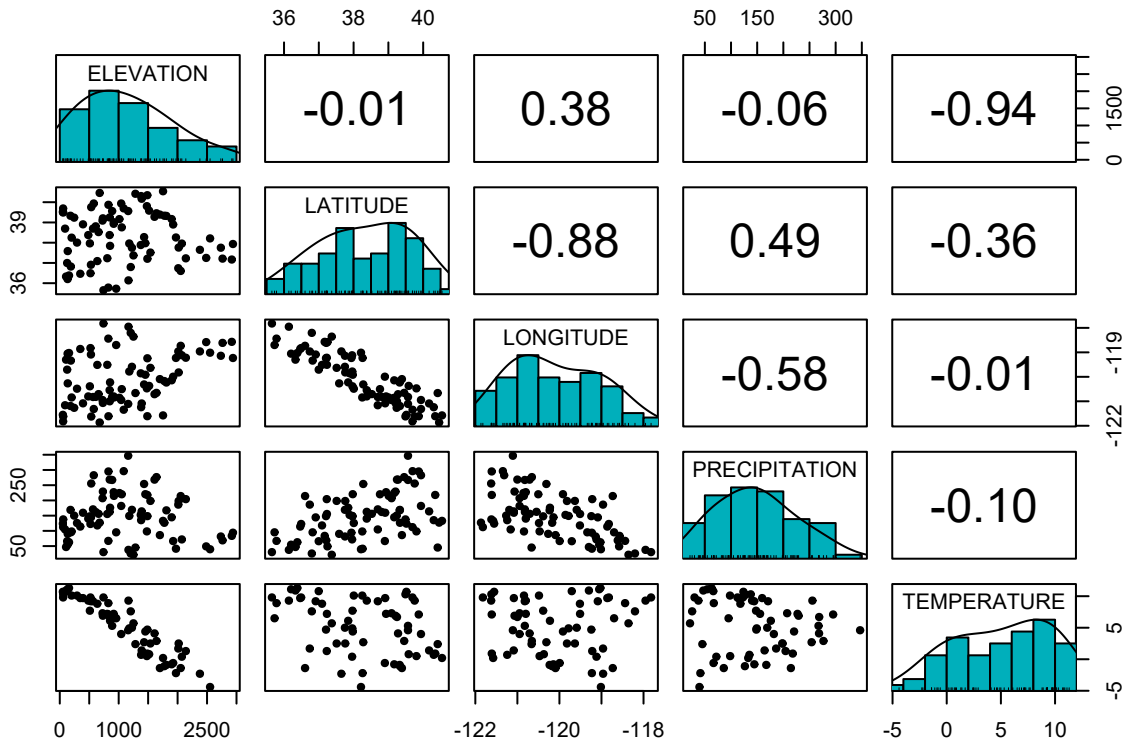 36 38 40 50 150 300
ELEVATION -0.01 0.38 -0.06 -0.94 0 1500
36 39 LATITUDE -0.88 0.49 -0.36
LONGITUDE -0.58 -0.01 -122 -119
50 250 PRECIPITATION -0.10
TEMPERATURE -5 5
0 1000 2500 -122 -120 -118 -5 0 5 10